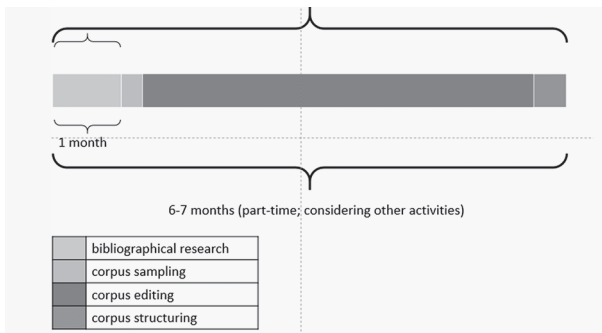 1 month
6-7 months (part-time; considering other activities)
bibliographical research
corpus sampling
corpus editing
corpus structuring